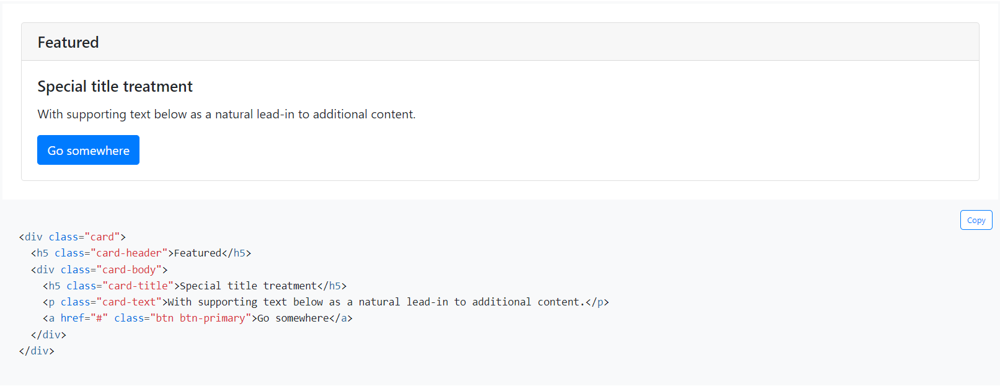 Featured
Special title treatment
With supporting text below as a natural lead-in to additional content.
Go somewhere
Copy
<div class="card">
  <h5 class="card-header">Featured</h5>
  <div class="card-body">
    <h5 class="card-title">Special title treatment</h5>
    <p class="card-text">With supporting text below as a natural lead-in to additional content.</p>
    <a href="#" class="btn btn-primary">Go somewhere</a>
  </div>
</div>